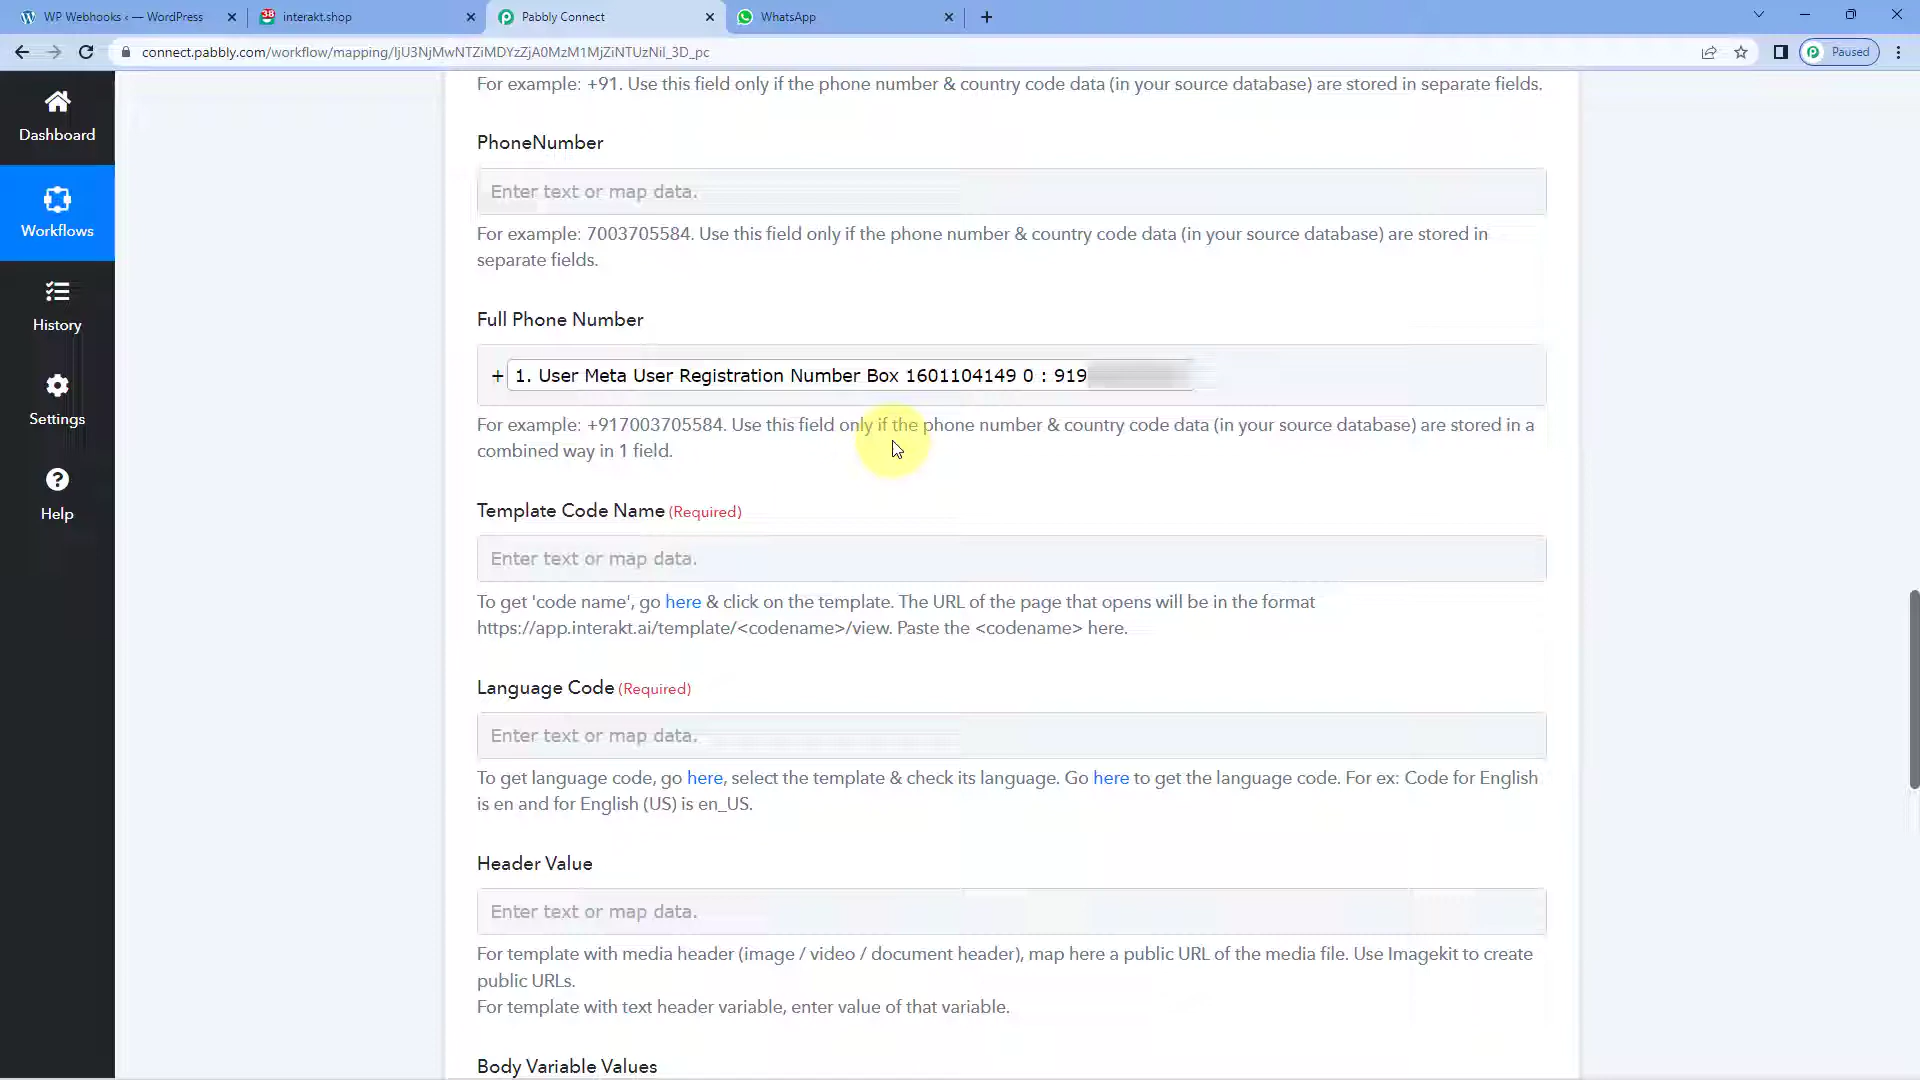 WP Webhooks ‹ — WordPress
38
interakt.shop
Pabbly Connect
WhatsApp
connect.pabbly.com/workflow/mapping/IjU3NjMwNTZiMDYzZjA0MzM1MjZiNTUzNiI_3D_pc
Paused
Dashboard
Workflows
History
Settings
Help
For example: +91. Use this field only if the phone number & country code data (in your source database) are stored in separate fields.
PhoneNumber
Enter text or map data.
For example: 7003705584. Use this field only if the phone number & country code data (in your source database) are stored in
separate fields.
Full Phone Number
+ 1. User Meta User Registration Number Box 1601104149 0 : 919
For example: +917003705584. Use this field only if the phone number & country code data (in your source database) are stored in a
combined way in 1 field.
Template Code Name (Required)
Enter text or map data.
To get 'code name', go here & click on the template. The URL of the page that opens will be in the format
https://app.interakt.ai/template/<codename>/view. Paste the <codename> here.
Language Code (Required)
Enter text or map data.
To get language code, go here, select the template & check its language. Go here to get the language code. For ex: Code for English
is en and for English (US) is en_US.
Header Value
Enter text or map data.
For template with media header (image / video / document header), map here a public URL of the media file. Use Imagekit to create
public URLs.
For template with text header variable, enter value of that variable.
Body Variable Values